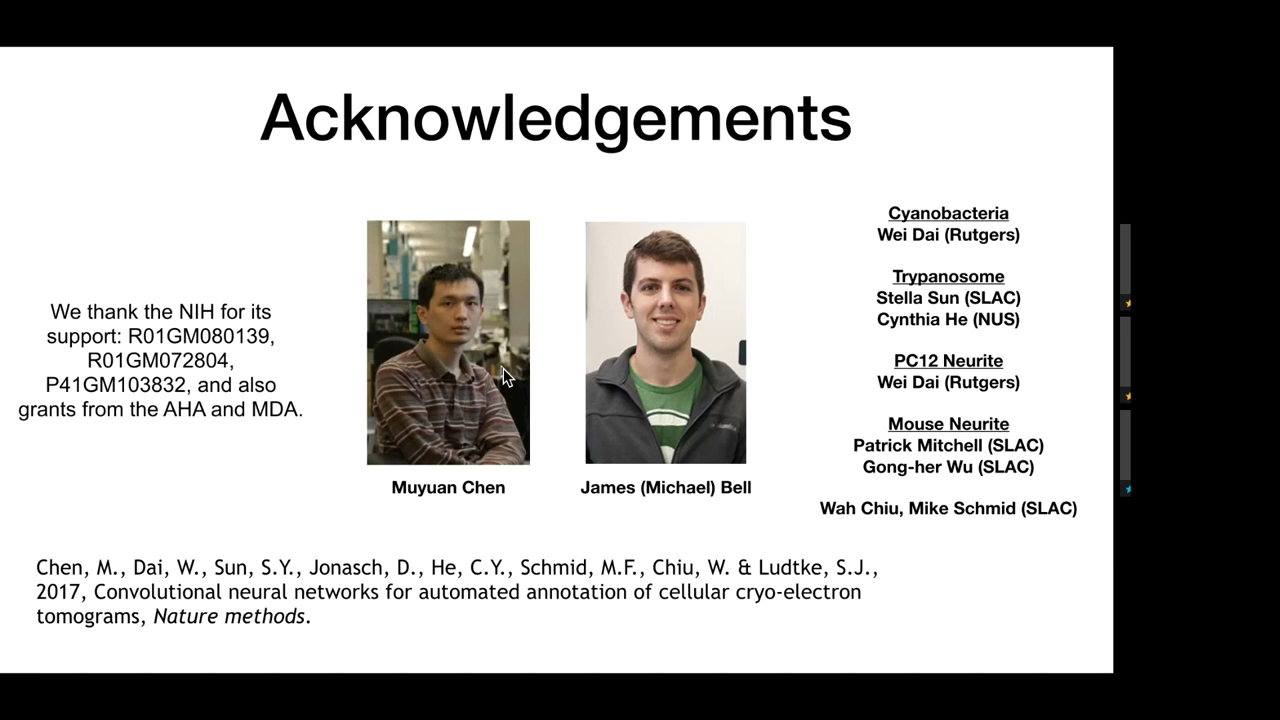 Acknowledgements
We thank the NIH for its
support: R01GM080139,
R01GM072804,
P41GM103832, and also
grants from the AHA and MDA.
Muyuan Chen
James (Michael) Bell
Cyanobacteria
Wei Dai (Rutgers)
Trypanosome
Stella Sun (SLAC)
Cynthia He (NUS)
PC12 Neurite
Wei Dai (Rutgers)
Mouse Neurite
Patrick Mitchell (SLAC)
Gong-her Wu (SLAC)
Wah Chiu, Mike Schmid (SLAC)
Chen, M., Dai, W., Sun, S.Y., Jonasch, D., He, C.Y., Schmid, M.F., Chiu, W. & Ludtke, S.J.,
2017, Convolutional neural networks for automated annotation of cellular cryo-electron
tomograms, Nature methods.